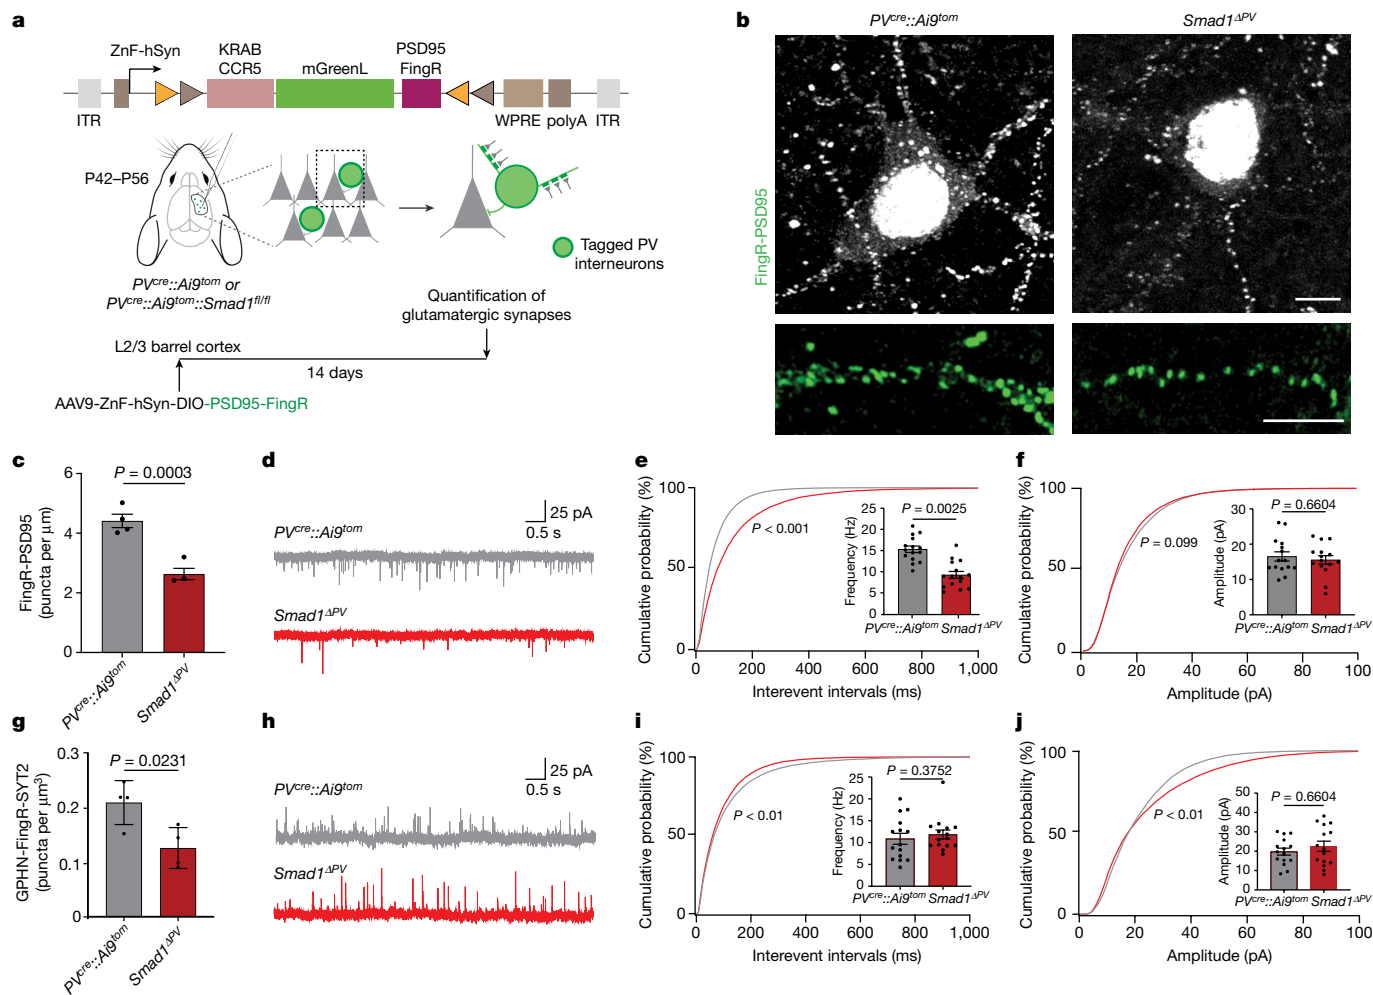 a
ZnF-hSyn
KRAB
CCR5
mGreenL
PSD95
FingR
ITR
WPRE
polyA
ITR
P42–P56
Tagged PV
interneurons
PVcre::Ai9tom or
PVcre::Ai9tom::Smad1fl/fl
Quantification of
glutamatergic synapses
L2/3 barrel cortex
14 days
AAV9-ZnF-hSyn-DIO-PSD95-FingR
b
PVcre::Ai9tom
Smad1ΔPV
FingR-PSD95
c
FingR-PSD95
(puncta per μm)
6
4
2
0
P = 0.0003
PVcre::Ai9tom
Smad1ΔPV
d
25 pA
0.5 s
PVcre::Ai9tom
Smad1ΔPV
e
Cumulative probability (%)
100
50
0
P < 0.001
0 200 400 600 800 1,000
Interevent intervals (ms)
Frequency (Hz)
25
20
15
10
5
0
P = 0.0025
PVcre::Ai9tom Smad1ΔPV
f
Cumulative probability (%)
100
50
0
P = 0.099
0 20 40 60 80 100
Amplitude (pA)
Amplitude (pA)
30
20
10
0
P = 0.6604
PVcre::Ai9tom Smad1ΔPV
g
GPHN-FingR-SYT2
(puncta per μm3)
0.3
0.2
0.1
0
P = 0.0231
PVcre::Ai9tom
Smad1ΔPV
h
25 pA
0.5 s
PVcre::Ai9tom
Smad1ΔPV
i
Cumulative probability (%)
100
50
0
P < 0.01
0 200 400 600 800 1,000
Interevent intervals (ms)
Frequency (Hz)
25
20
15
10
5
0
P = 0.3752
PVcre::Ai9tom Smad1ΔPV
j
Cumulative probability (%)
100
50
0
P < 0.01
0 20 40 60 80 100
Amplitude (pA)
Amplitude (pA)
50
40
30
20
10
0
P = 0.6604
PVcre::Ai9tom Smad1ΔPV